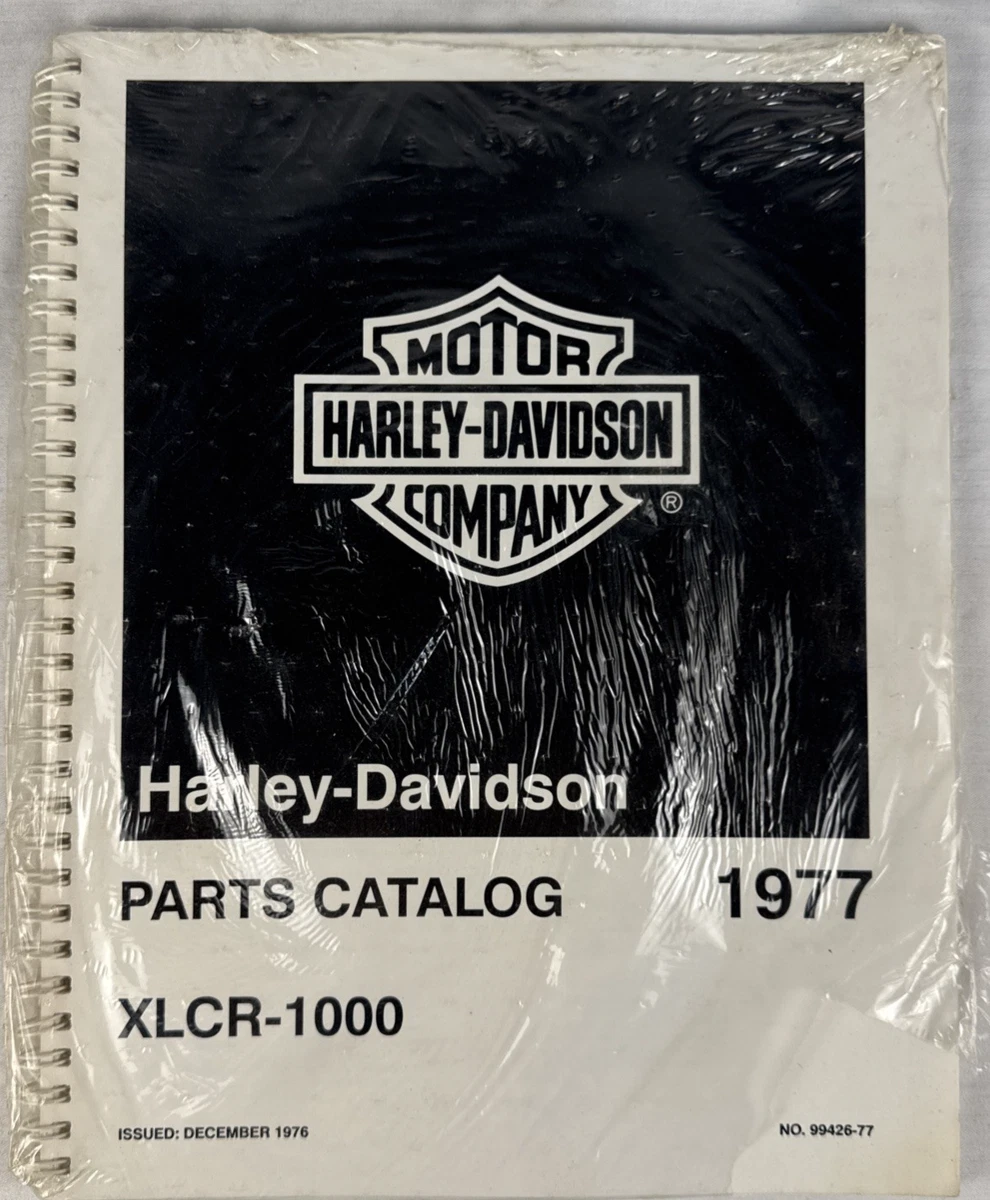 MOTOR
HARLEY-DAVIDSON
COMPANY
®
Harley-Davidson
PARTS CATALOG 1977
XLCR-1000
ISSUED: DECEMBER 1976 NO. 99426-77